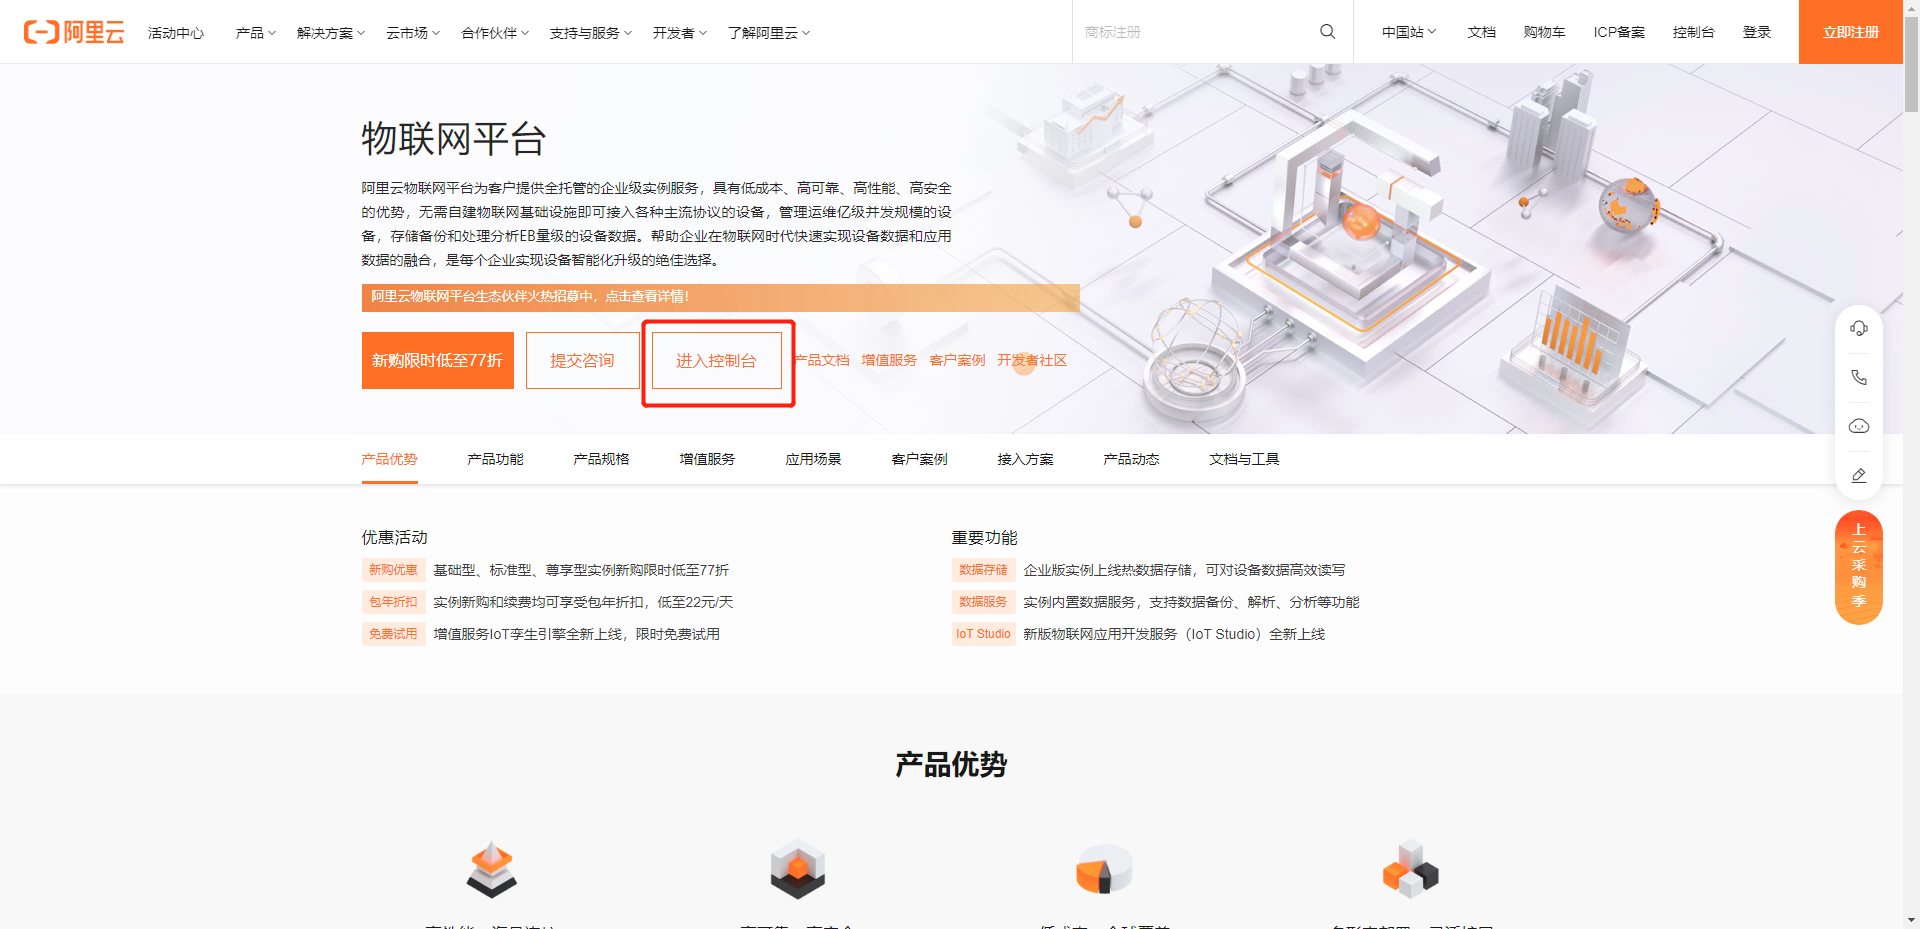 阿里云 活动中心 产品 解决方案 云市场 合作伙伴 支持与服务 开发者 了解阿里云 商标注册 中国站 文档 购物车 ICP备案 控制台 登录 立即注册
物联网平台
阿里云物联网平台为客户提供全托管的企业级实例服务，具有低成本、高可靠、高性能、高安全
的优势，无需自建物联网基础设施即可接入各种主流协议的设备，管理运维亿级并发规模的设
备，存储备份和处理分析EB量级的设备数据。帮助企业在物联网时代快速实现设备数据和应用
数据的融合，是每个企业实现设备智能化升级的绝佳选择。
阿里云物联网平台生态伙伴火热招募中，点击查看详情！
新购限时低至77折 提交咨询 进入控制台 产品文档 增值服务 客户案例 开发者社区
产品优势 产品功能 产品规格 增值服务 应用场景 客户案例 接入方案 产品动态 文档与工具
优惠活动
新购优惠 基础型、标准型、尊享型实例新购限时低至77折
包年折扣 实例新购和续费均可享受包年折扣，低至22元/天
免费试用 增值服务IoT孪生引擎全新上线，限时免费试用
重要功能
数据存储 企业版实例上线热数据存储，可对设备数据高效读写
数据服务 实例内置数据服务，支持数据备份、解析、分析等功能
IoT Studio 新版物联网应用开发服务（IoT Studio）全新上线
上云采购季
产品优势